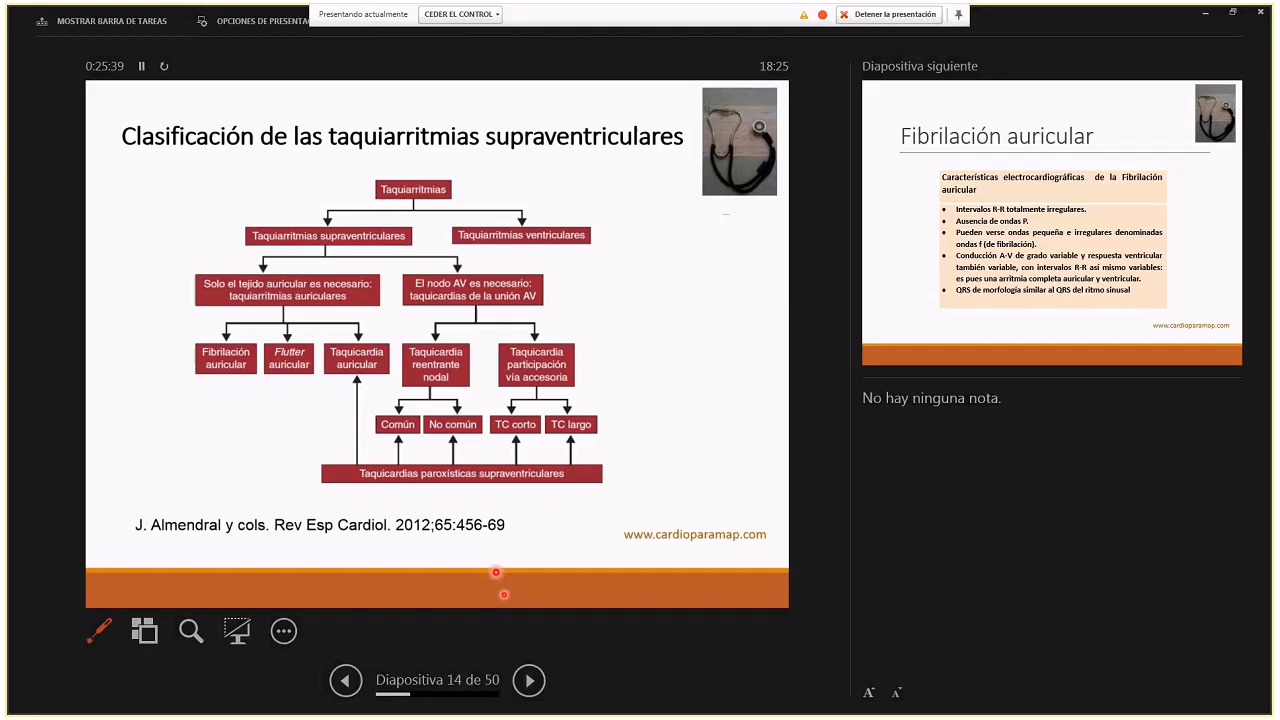 MOSTRAR BARA DE TAREAS
OPCIONES DE PRESENTA
Presentando actualmente
CEDER EL CONTROL
Detener la presentación
0:25:39
18:25
Clasificación de las taquiarritmias supraventriculares
Taquiarritmias
Taquiarritmias supraventriculares
Taquiarritmias ventriculares
Solo el tejido auricular es necesario:
taquiarritmias auriculares
El nodo AV es necesario:
taquicardias de la unión AV
Fibrilación
auricular
Flutter
auricular
Taquicardia
auricular
Taquicardia
reentrante
nodal
Taquicardia
participación
vía accesoria
Común
No común
TC corto
TC largo
Taquicardias paroxísticas supraventriculares
J. Almendral y cols. Rev Esp Cardiol. 2012;65:456-69
www.cardioparamap.com
Diapositiva 14 de 50
Diapositiva siguiente
Fibrilación auricular
Características electrocardiográficas de la Fibrilación
auricular
• Intervalos R-R totalmente irregulares.
• Ausencia de ondas P.
• Pueden verse ondas pequeña e irregulares denominadas
ondas f (de fibrilación).
• Conducción A-V de grado variable y respuesta ventricular
también variable, con intervalos R-R así mismo variables:
es pues una arritmia completa auricular y ventricular.
• QRS de morfología similar al QRS del ritmo sinusal
www.cardioparamap.com
No hay ninguna nota.
A A